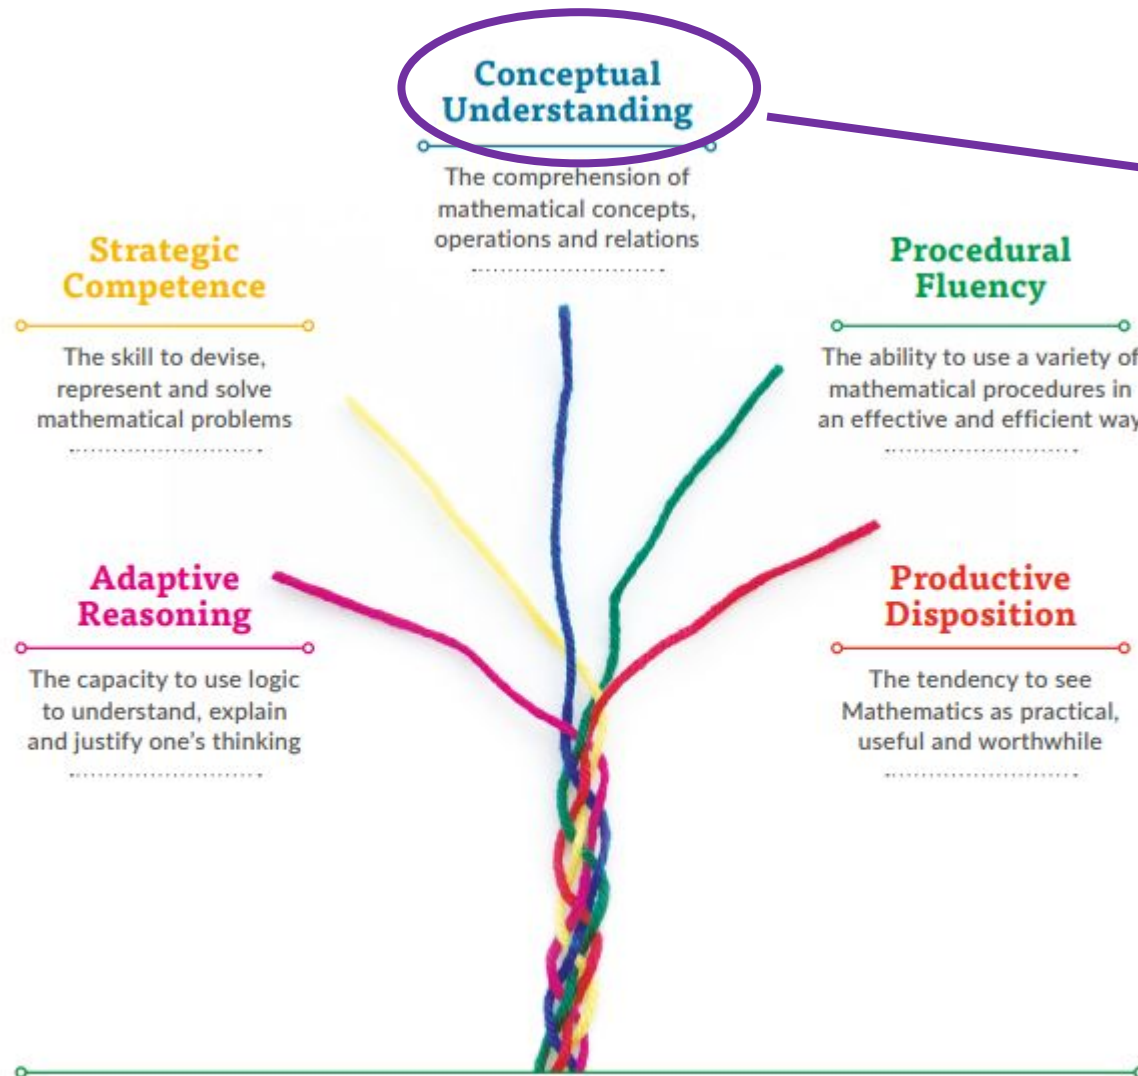 Conceptual
Understanding
The comprehension of
mathematical concepts,
operations and relations
Strategic
Competence
The skill to devise,
represent and solve
mathematical problems
Procedural
Fluency
The ability to use a variety of
mathematical procedures in
an effective and efficient way
Adaptive
Reasoning
The capacity to use logic
to understand, explain
and justify one's thinking
Productive
Disposition
The tendency to see
Mathematics as practical,
useful and worthwhile